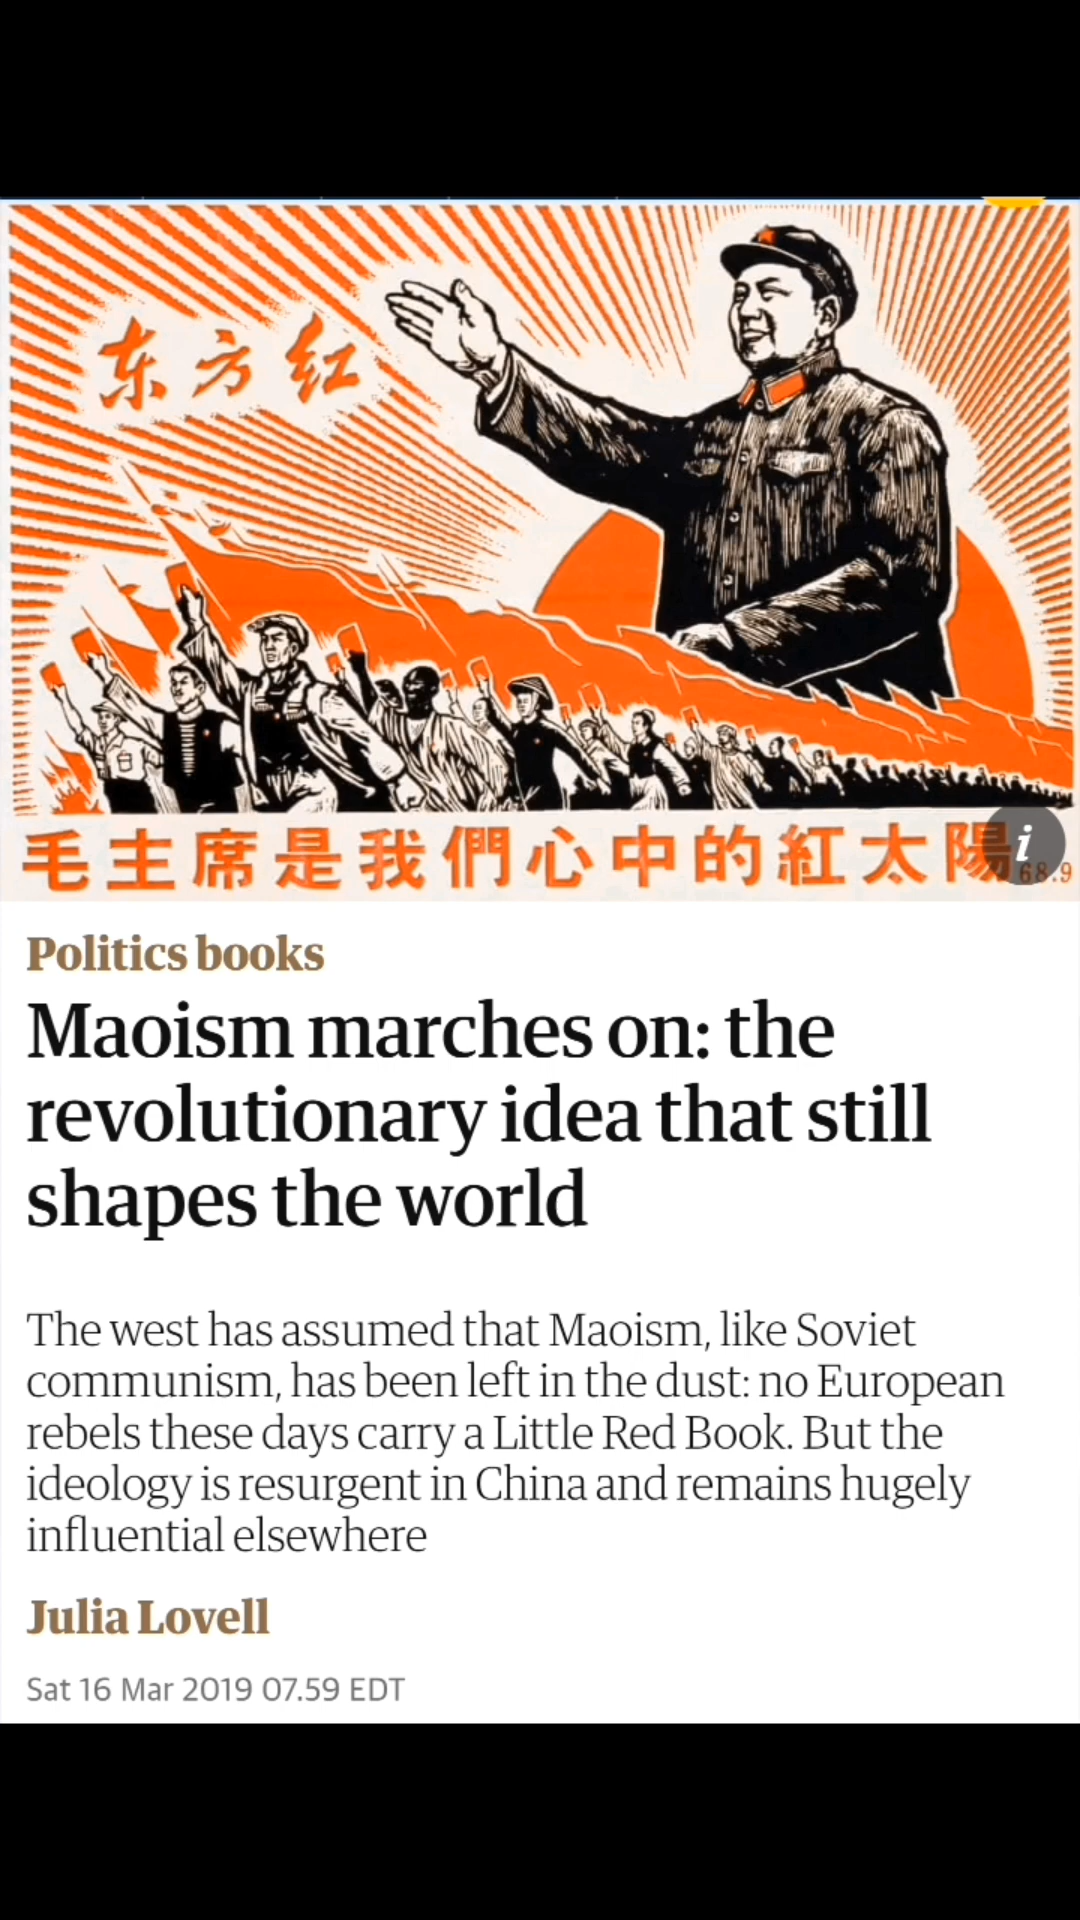 东方红
毛主席是我們心中的紅太陽
68.9
i
Politics books
Maoism marches on: the
revolutionary idea that still
shapes the world
The west has assumed that Maoism, like Soviet
communism, has been left in the dust: no European
rebels these days carry a Little Red Book. But the
ideology is resurgent in China and remains hugely
influential elsewhere
Julia Lovell
Sat 16 Mar 2019 07.59 EDT